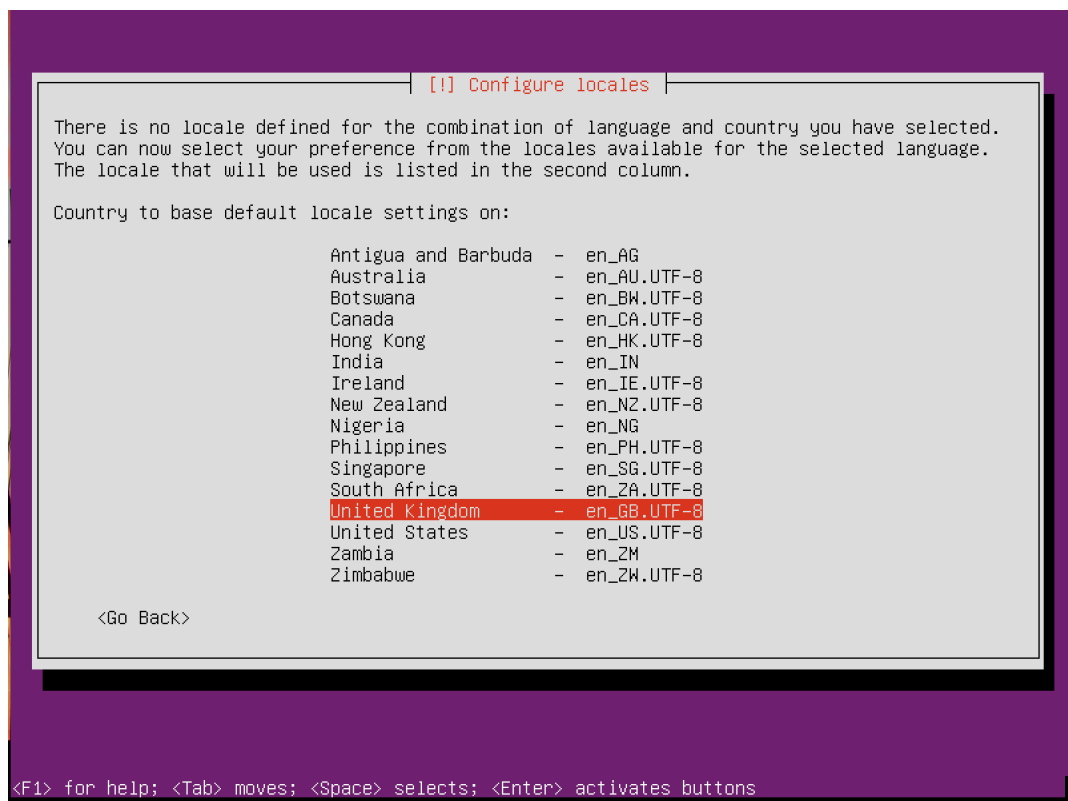 [!] Configure locales
There is no locale defined for the combination of language and country you have selected.
You can now select your preference from the locales available for the selected language.
The locale that will be used is listed in the second column.
Country to base default locale settings on:
Antigua and Barbuda - en_AG
Australia - en_AU.UTF-8
Botswana - en_BW.UTF-8
Canada - en_CA.UTF-8
Hong Kong - en_HK.UTF-8
India - en_IN
Ireland - en_IE.UTF-8
New Zealand - en_NZ.UTF-8
Nigeria - en_NG
Philippines - en_PH.UTF-8
Singapore - en_SG.UTF-8
South Africa - en_ZA.UTF-8
United Kingdom - en_GB.UTF-8
United States - en_US.UTF-8
Zambia - en_ZM
Zimbabwe - en_ZW.UTF-8
<Go Back>
<F1> for help; <Tab> moves; <Space> selects; <Enter> activates buttons